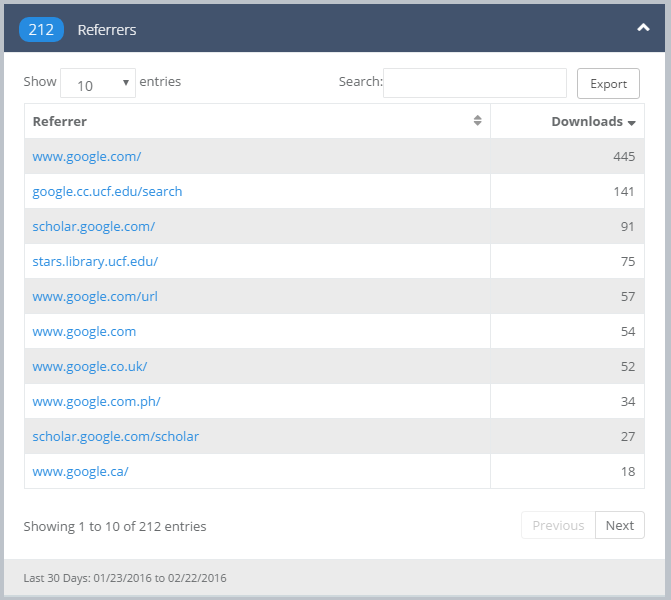 212 Referrers
Show 10 entries Search: Export
Referrer Downloads
www.google.com/ 445
google.cc.ucf.edu/search 141
scholar.google.com/ 91
stars.library.ucf.edu/ 75
www.google.com/url 57
www.google.com 54
www.google.co.uk/ 52
www.google.com.ph/ 34
scholar.google.com/scholar 27
www.google.ca/ 18
Showing 1 to 10 of 212 entries Previous Next
Last 30 Days: 01/23/2016 to 02/22/2016